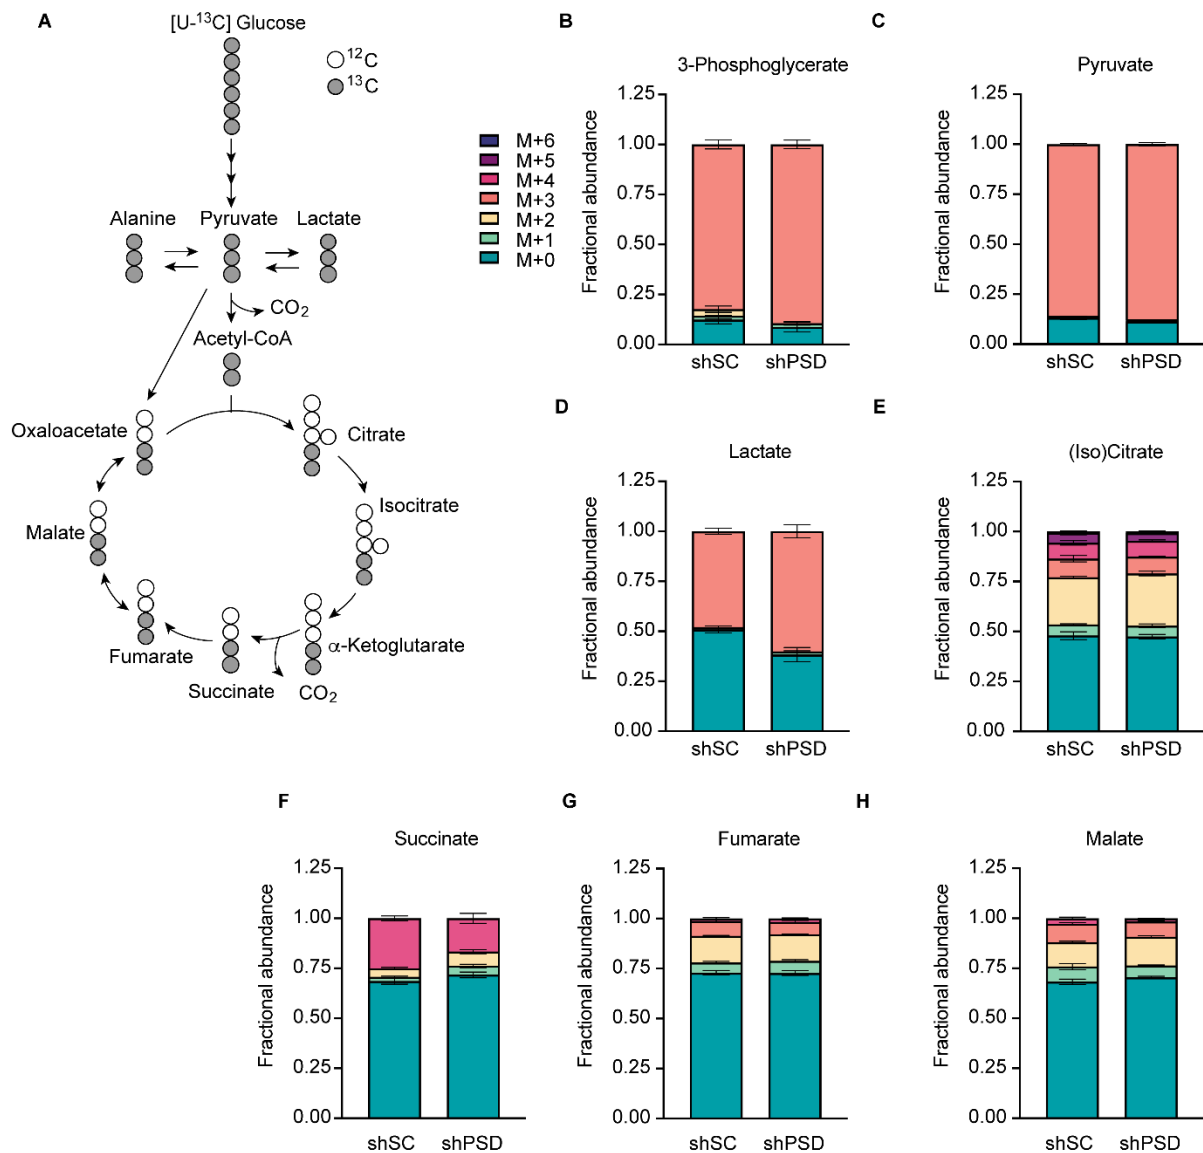 A
[U-¹³C] Glucose
¹²C
¹³C
Alanine
Pyruvate
Lactate
CO₂
Acetyl-CoA
Oxaloacetate
Citrate
Isocitrate
Malate
Fumarate
Succinate
CO₂
α-Ketoglutarate
M+6
M+5
M+4
M+3
M+2
M+1
M+0
B
3-Phosphoglycerate
Fractional abundance
1.25
1.00
0.75
0.50
0.25
0.00
shSC
shPSD
C
Pyruvate
Fractional abundance
1.25
1.00
0.75
0.50
0.25
0.00
shSC
shPSD
D
Lactate
Fractional abundance
1.25
1.00
0.75
0.50
0.25
0.00
shSC
shPSD
E
(Iso)Citrate
Fractional abundance
1.25
1.00
0.75
0.50
0.25
0.00
shSC
shPSD
F
Succinate
Fractional abundance
1.25
1.00
0.75
0.50
0.25
0.00
shSC
shPSD
G
Fumarate
Fractional abundance
1.25
1.00
0.75
0.50
0.25
0.00
shSC
shPSD
H
Malate
Fractional abundance
1.25
1.00
0.75
0.50
0.25
0.00
shSC
shPSD